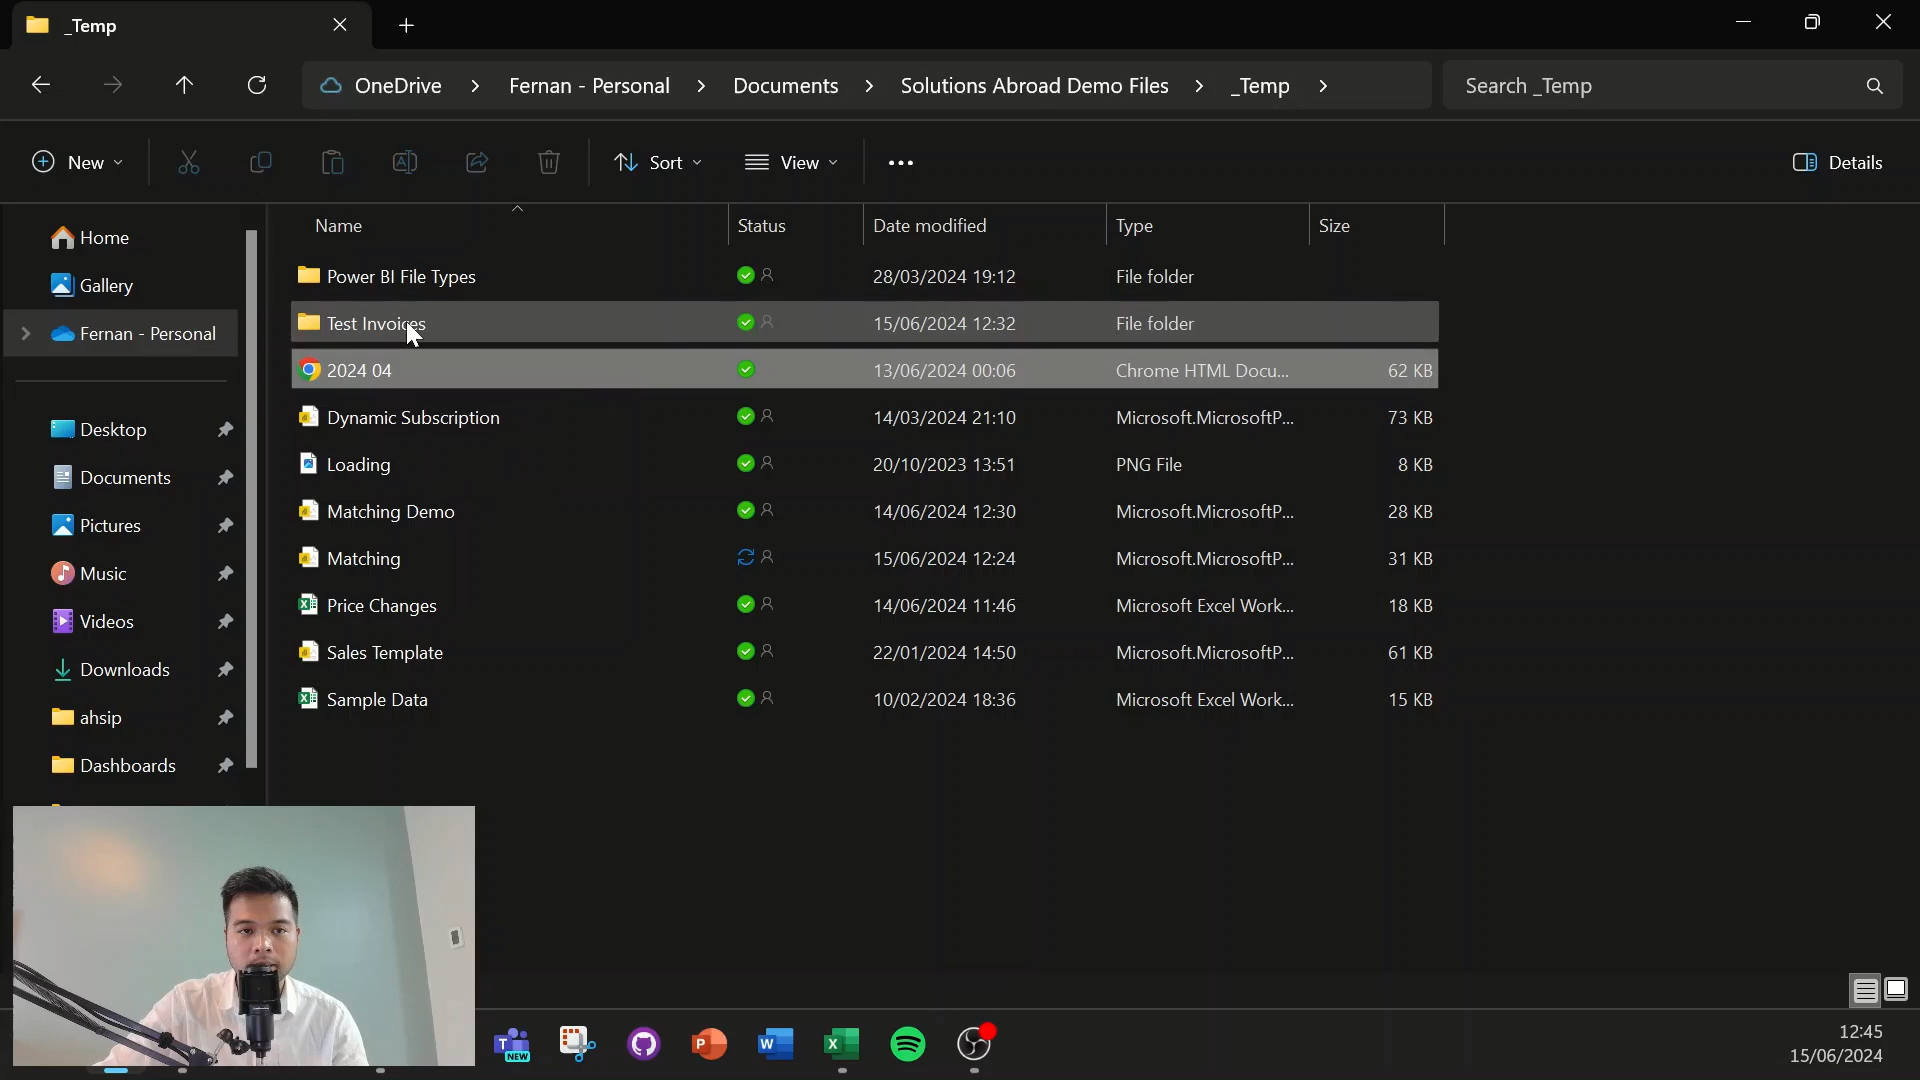 _Temp
OneDrive > Fernan - Personal > Documents > Solutions Abroad Demo Files > _Temp >
Search _Temp
New
Sort
View
Details
Home
Gallery
Fernan - Personal
Desktop
Documents
Pictures
Music
Videos
Downloads
ahsip
Dashboards
Name Status Date modified Type Size
Power BI File Types 28/03/2024 19:12 File folder
Test Invoices 15/06/2024 12:32 File folder
2024 04 13/06/2024 00:06 Chrome HTML Docu... 62 KB
Dynamic Subscription 14/03/2024 21:10 Microsoft.MicrosoftP... 73 KB
Loading 20/10/2023 13:51 PNG File 8 KB
Matching Demo 14/06/2024 12:30 Microsoft.MicrosoftP... 28 KB
Matching 15/06/2024 12:24 Microsoft.MicrosoftP... 31 KB
Price Changes 14/06/2024 11:46 Microsoft Excel Work... 18 KB
Sales Template 22/01/2024 14:50 Microsoft.MicrosoftP... 61 KB
Sample Data 10/02/2024 18:36 Microsoft Excel Work... 15 KB
T NEW
P
W
X
12:45
15/06/2024